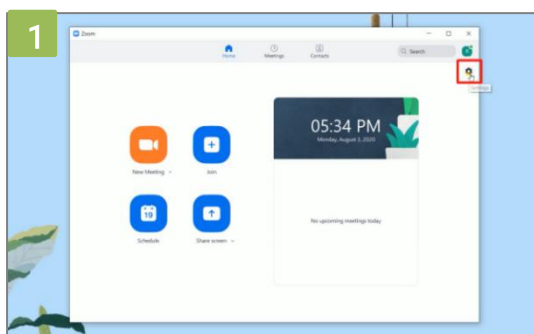 1
Zoom
Home
Meetings
Contacts
Search
Settings
05:34 PM
Monday, August 3, 2020
New Meeting
Join
19
Schedule
Share screen
No upcoming meetings today